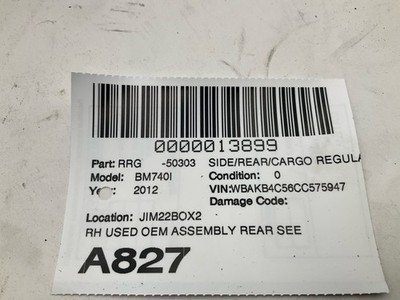 0000013899
Part: RRG -50303 SIDE/REAR/CARGO REGULA
Model: BM740I Condition: 0
2012 VIN:WBAKB4C56CC575947
Damage Code:
Location: JIM22BOX2
RH USED OEM ASSEMBLY REAR SEE
A827